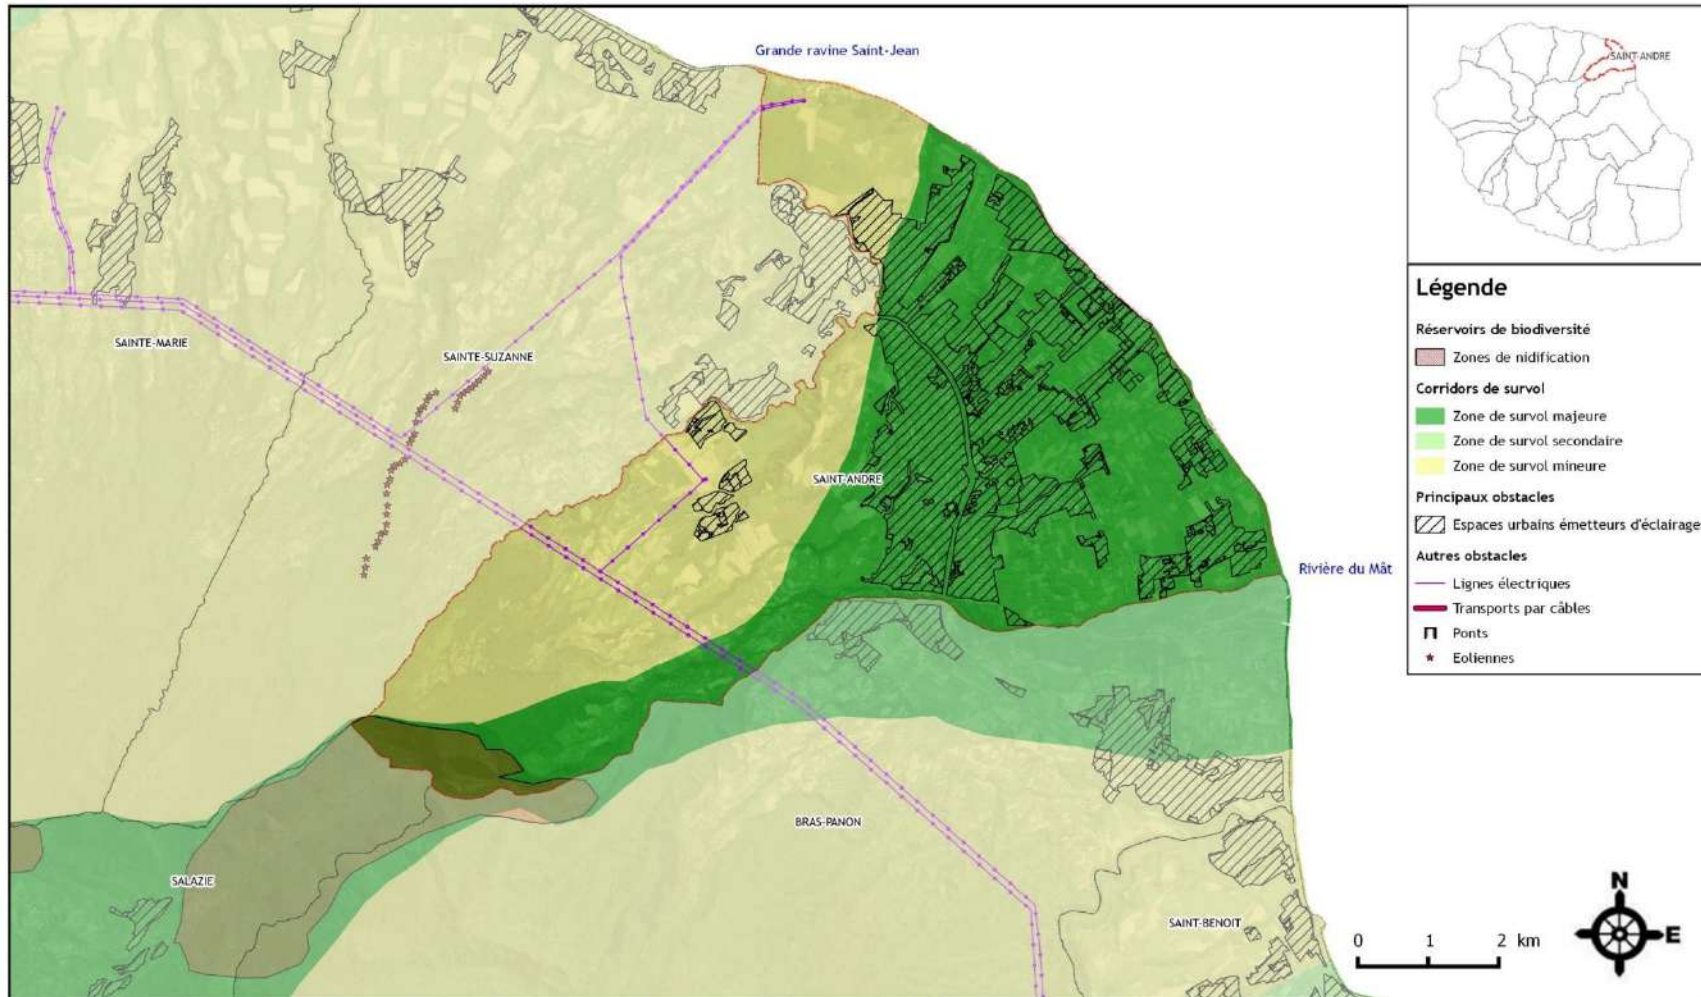 Grande ravine Saint-Jean
SAINT-ANDRE
SAINTE-MARIE
SAINTE-SUZANNE
SAINT-ANDRE
Rivière du Mât
BRAS-PANON
SALAZIE
SAINT-BENOIT
Légende
Réservoirs de biodiversité
Zones de nidification
Corridors de survol
Zone de survol majeure
Zone de survol secondaire
Zone de survol mineure
Principaux obstacles
Espaces urbains émetteurs d'éclairage
Autres obstacles
Lignes électriques
Transports par câbles
Ponts
Eoliennes
0 1 2 km
N
E